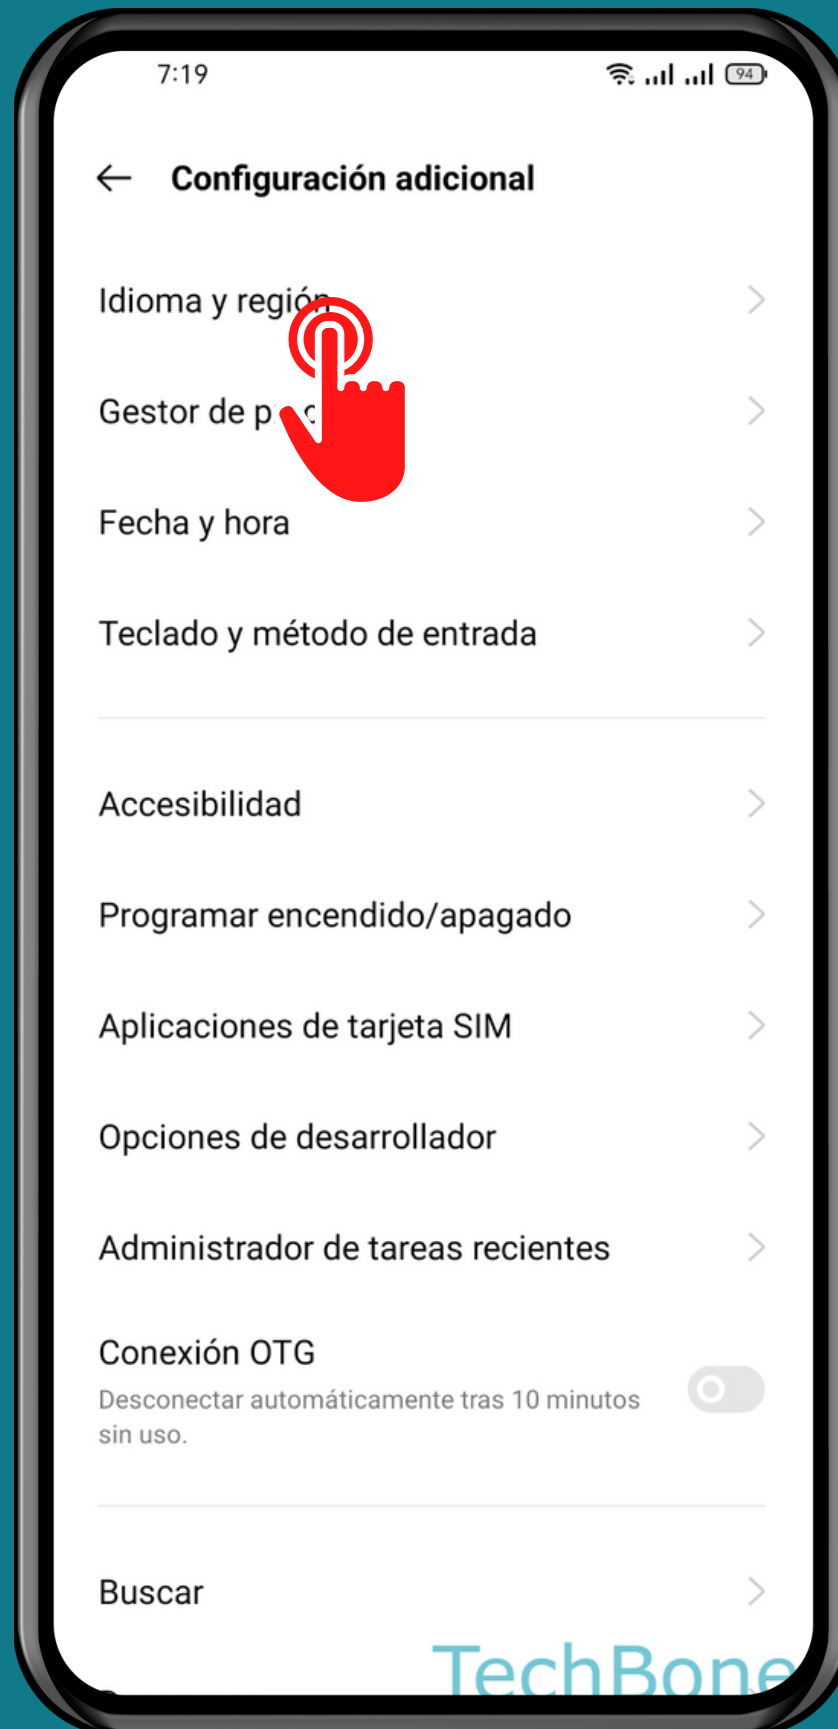 7:19
94
Configuración adicional
Idioma y región
Gestor de
Fecha y hora
Teclado y método de entrada
Accesibilidad
Programar encendido/apagado
Aplicaciones de tarjeta SIM
Opciones de desarrollador
Administrador de tareas recientes
Conexión OTG
Desconectar automáticamente tras 10 minutos
sin uso.
Buscar
TechBone